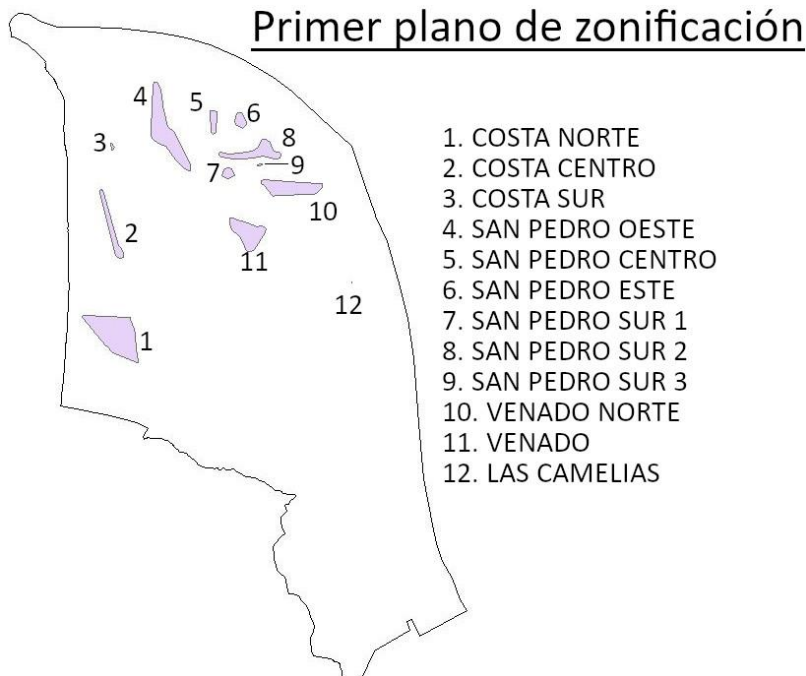 Primer plano de zonificación
4
5
6
3
8
9
7
10
2
11
12
1
1. COSTA NORTE
2. COSTA CENTRO
3. COSTA SUR
4. SAN PEDRO OESTE
5. SAN PEDRO CENTRO
6. SAN PEDRO ESTE
7. SAN PEDRO SUR 1
8. SAN PEDRO SUR 2
9. SAN PEDRO SUR 3
10. VENADO NORTE
11. VENADO
12. LAS CAMELIAS